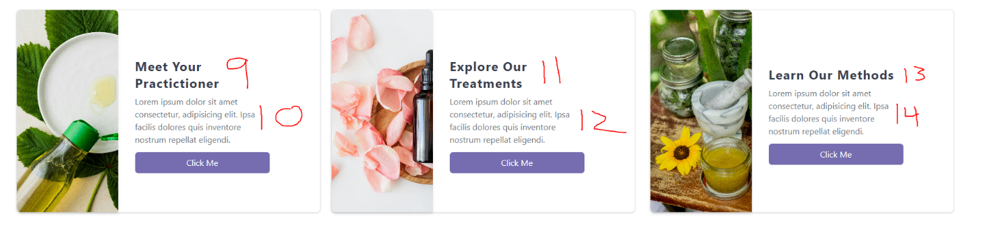 Meet Your 9
Practictioner
Lorem ipsum dolor sit amet
consectetur, adipisicing elit. Ipsa 10
facilis dolores quis inventore
nostrum repellat eligendi.
Click Me
Explore Our 11
Treatments
Lorem ipsum dolor sit amet
consectetur, adipisicing elit. Ipsa 12
facilis dolores quis inventore
nostrum repellat eligendi.
Click Me
Learn Our Methods 13
Lorem ipsum dolor sit amet
consectetur, adipisicing elit. Ipsa 14
facilis dolores quis inventore
nostrum repellat eligendi.
Click Me